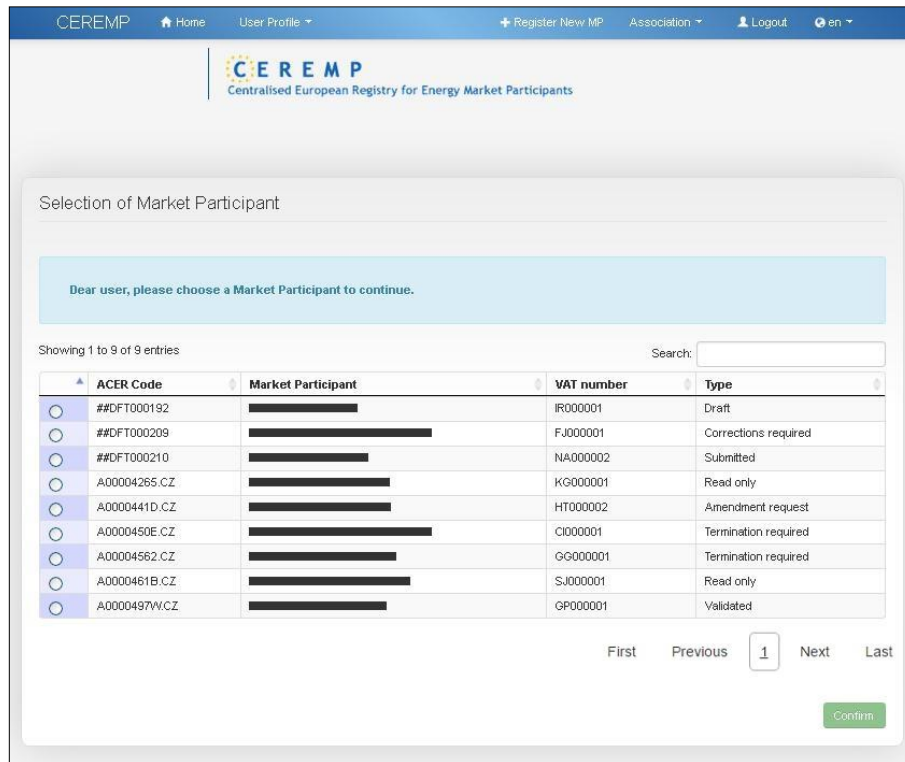 CEREMP Home User Profile Register New MP Association Logout en
CEREMP
Centralised European Registry for Energy Market Participants
Selection of Market Participant
Dear user, please choose a Market Participant to continue.
Showing 1 to 9 of 9 entries Search:
ACER Code Market Participant VAT number Type
##DFT000192 IR000001 Draft
##DFT000209 FJ000001 Corrections required
##DFT000210 NA000002 Submitted
A00004265.CZ KG000001 Read only
A0000441D.CZ HT000002 Amendment request
A0000450E.CZ CI000001 Termination required
A00004562.CZ GG000001 Termination required
A0000461B.CZ SJ000001 Read only
A0000497W.CZ GP000001 Validated
First Previous 1 Next Last
Confirm